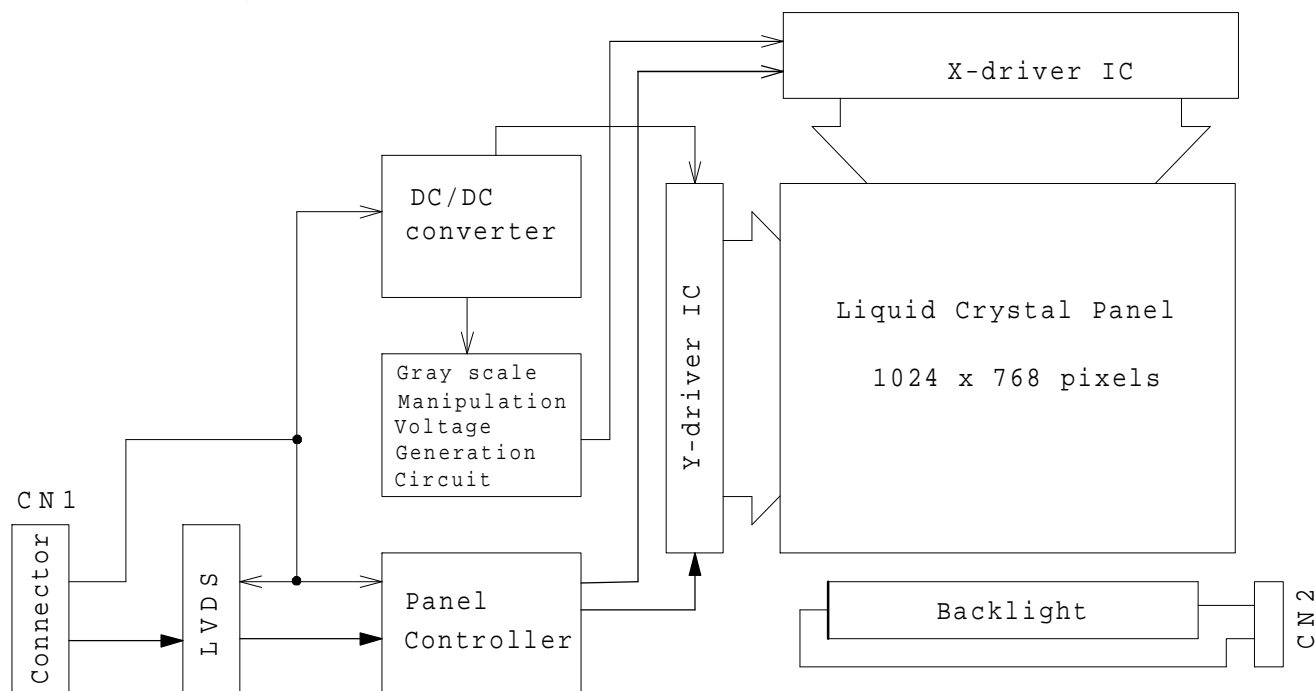 X-driver IC
DC/DC
converter
Y-driver IC
Liquid Crystal Panel
1024 x 768 pixels
Gray scale
Manipulation
Voltage
Generation
Circuit
CN1
Connector
LVDS
Panel
Controller
Backlight
CN2